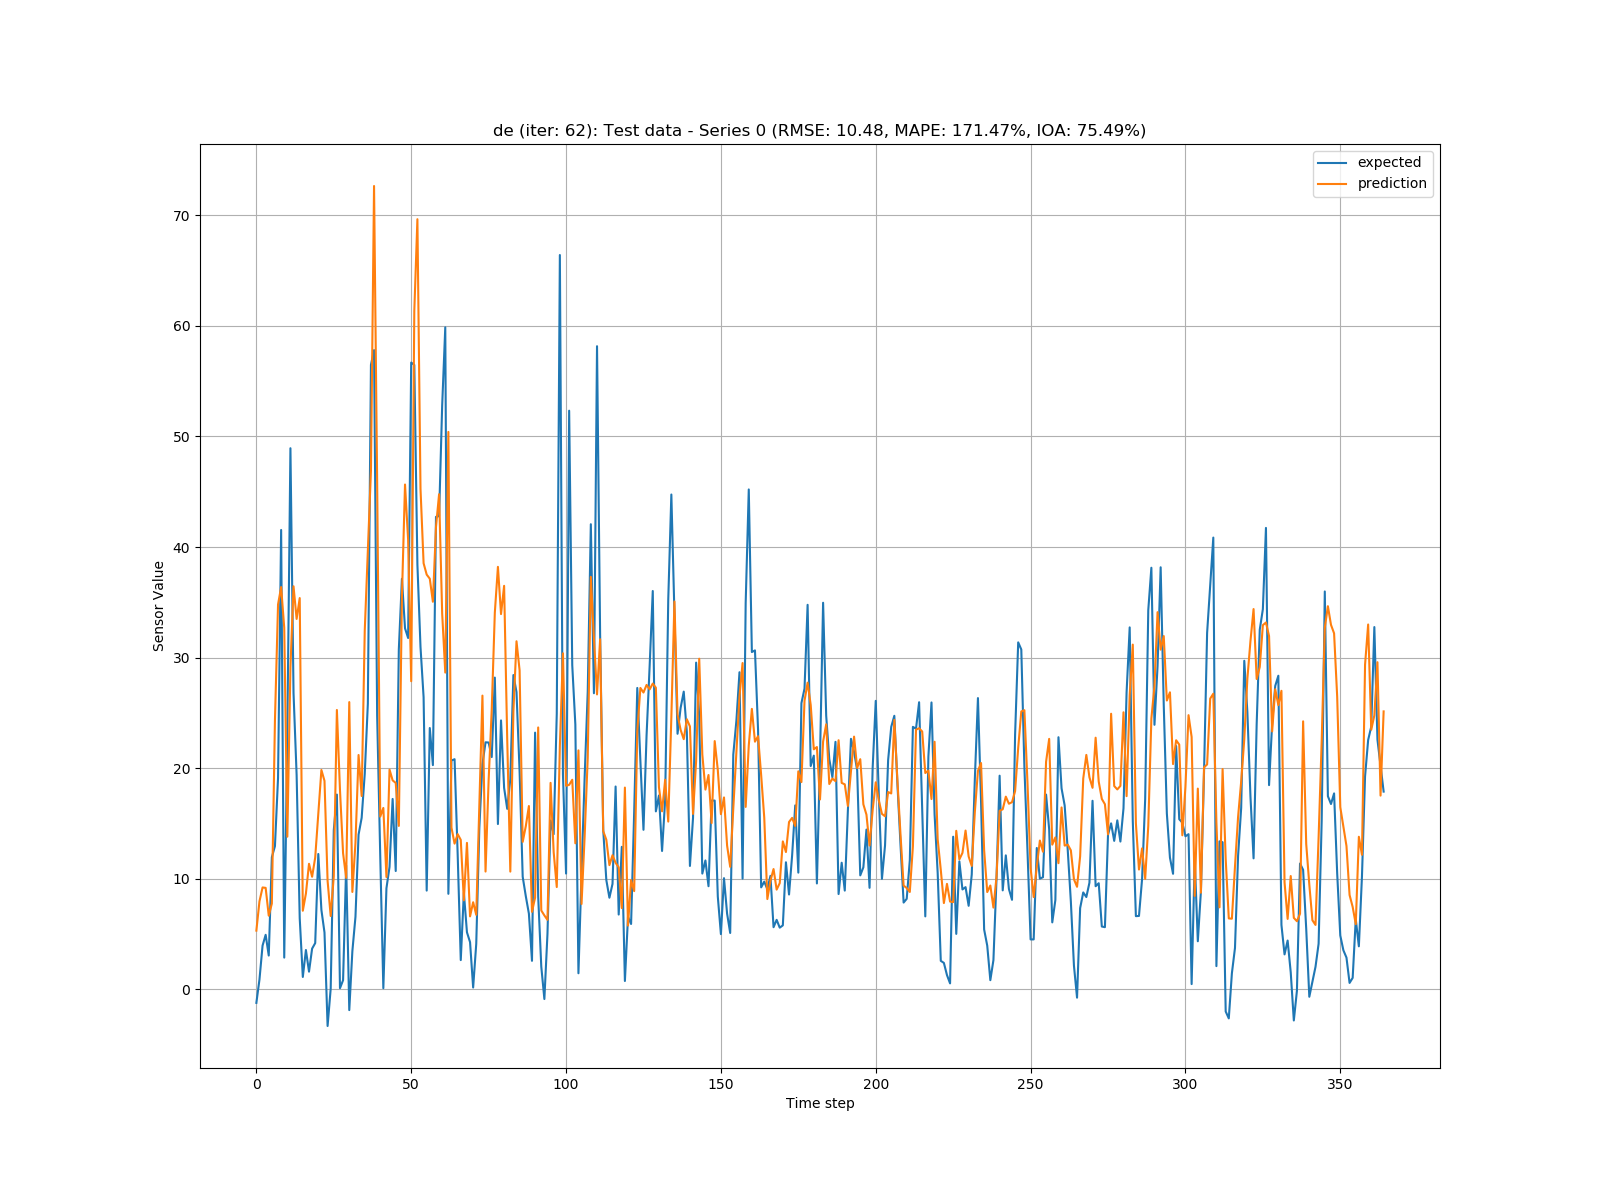 de (iter: 62): Test data - Series 0 (RMSE: 10.48, MAPE: 171.47%, IOA: 75.49%)
expected
prediction
70
60
50
40
30
20
10
0
Sensor Value
0 50 100 150 200 250 300 350
Time step